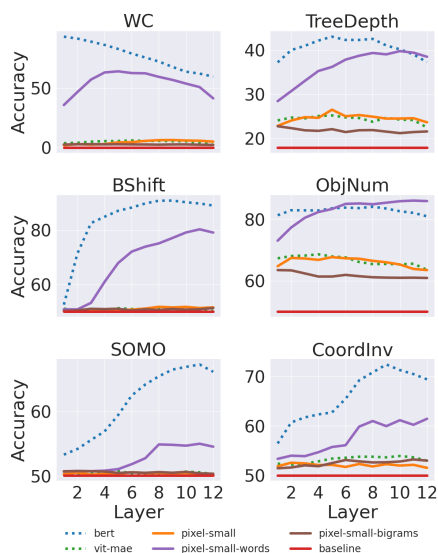 WC
TreeDepth
Accuracy
50
0
40
30
20
BShift
ObjNum
Accuracy
80
60
80
60
SOMO
CoordInv
Accuracy
60
50
70
60
50
2 4 6 8 10 12
2 4 6 8 10 12
Layer
Layer
bert
pixel-small
pixel-small-bigrams
vit-mae
pixel-small-words
baseline